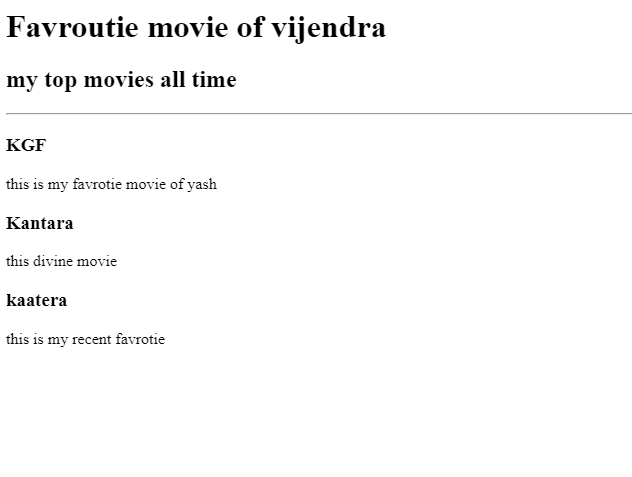 Favroutie movie of vijendra
my top movies all time
KGF
this is my favrotie movie of yash
Kantara
this divine movie
kaatera
this is my recent favrotie